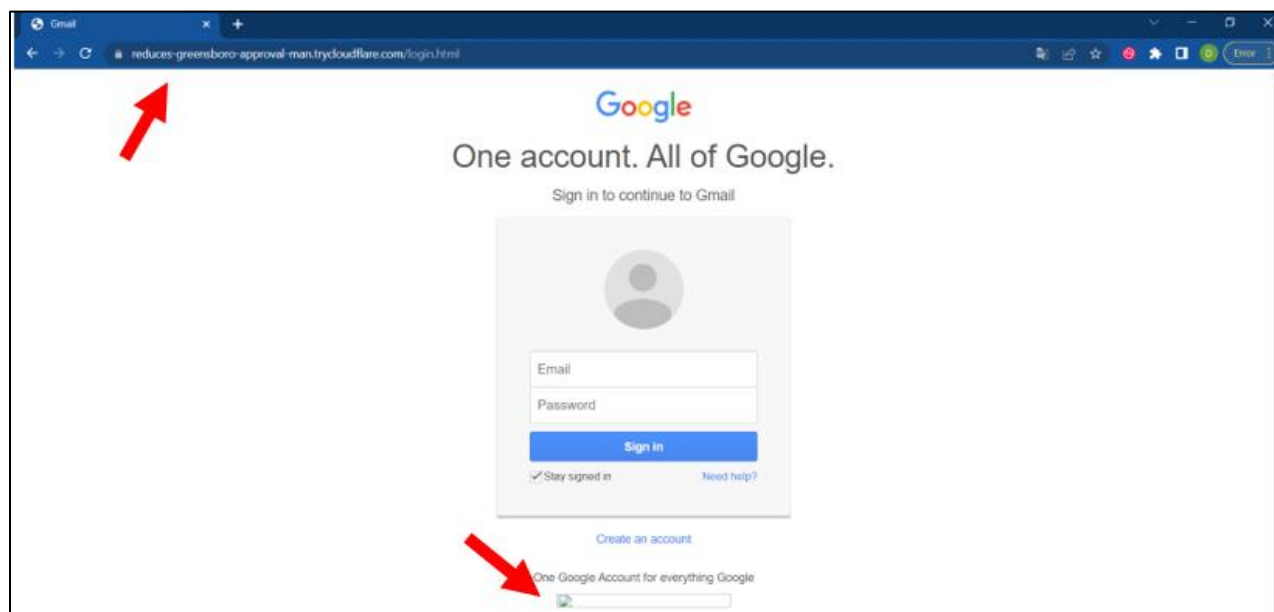 Gmail
reduces-greensboro-approval-man.trycloudflare.com/login.html
D
Error
Google
One account. All of Google.
Sign in to continue to Gmail
Email
Password
Sign in
Stay signed in
Need help?
Create an account
One Google Account for everything Google